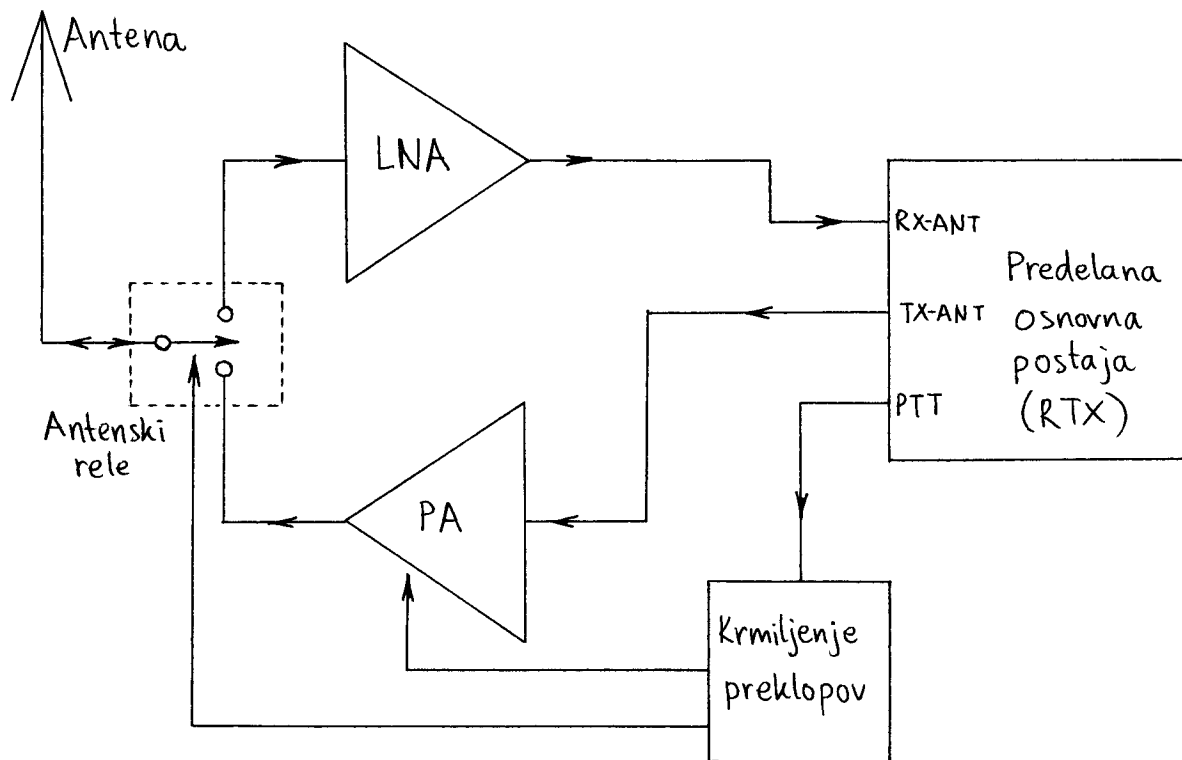 Antena
LNA
RX-ANT
Predelana
TX-ANT
osnovna
postaja
PTT
(RTX)
Antenski
rele
PA
Krmiljenje
preklopov